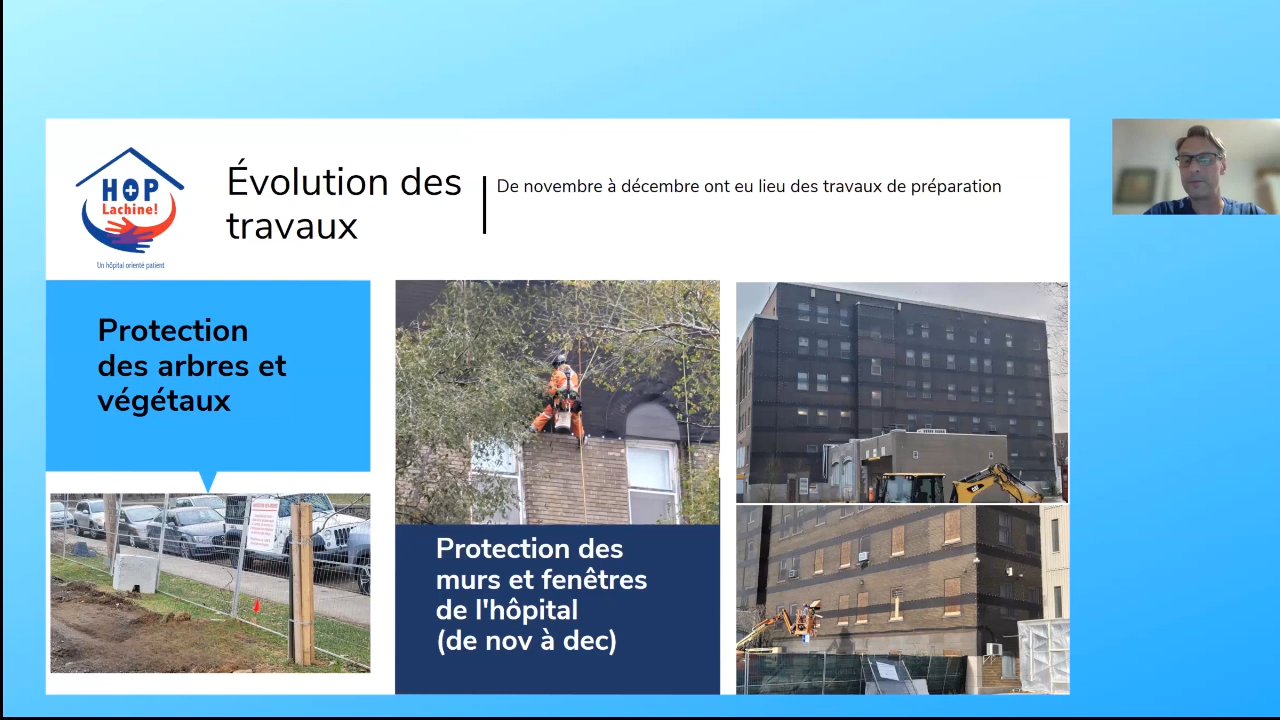 HOP
Lachine!
Un hôpital orienté patient
Évolution des
travaux
De novembre à décembre ont eu lieu des travaux de préparation
Protection
des arbres et
végétaux
Protection des
murs et fenêtres
de l'hôpital
(de nov à dec)
CAT